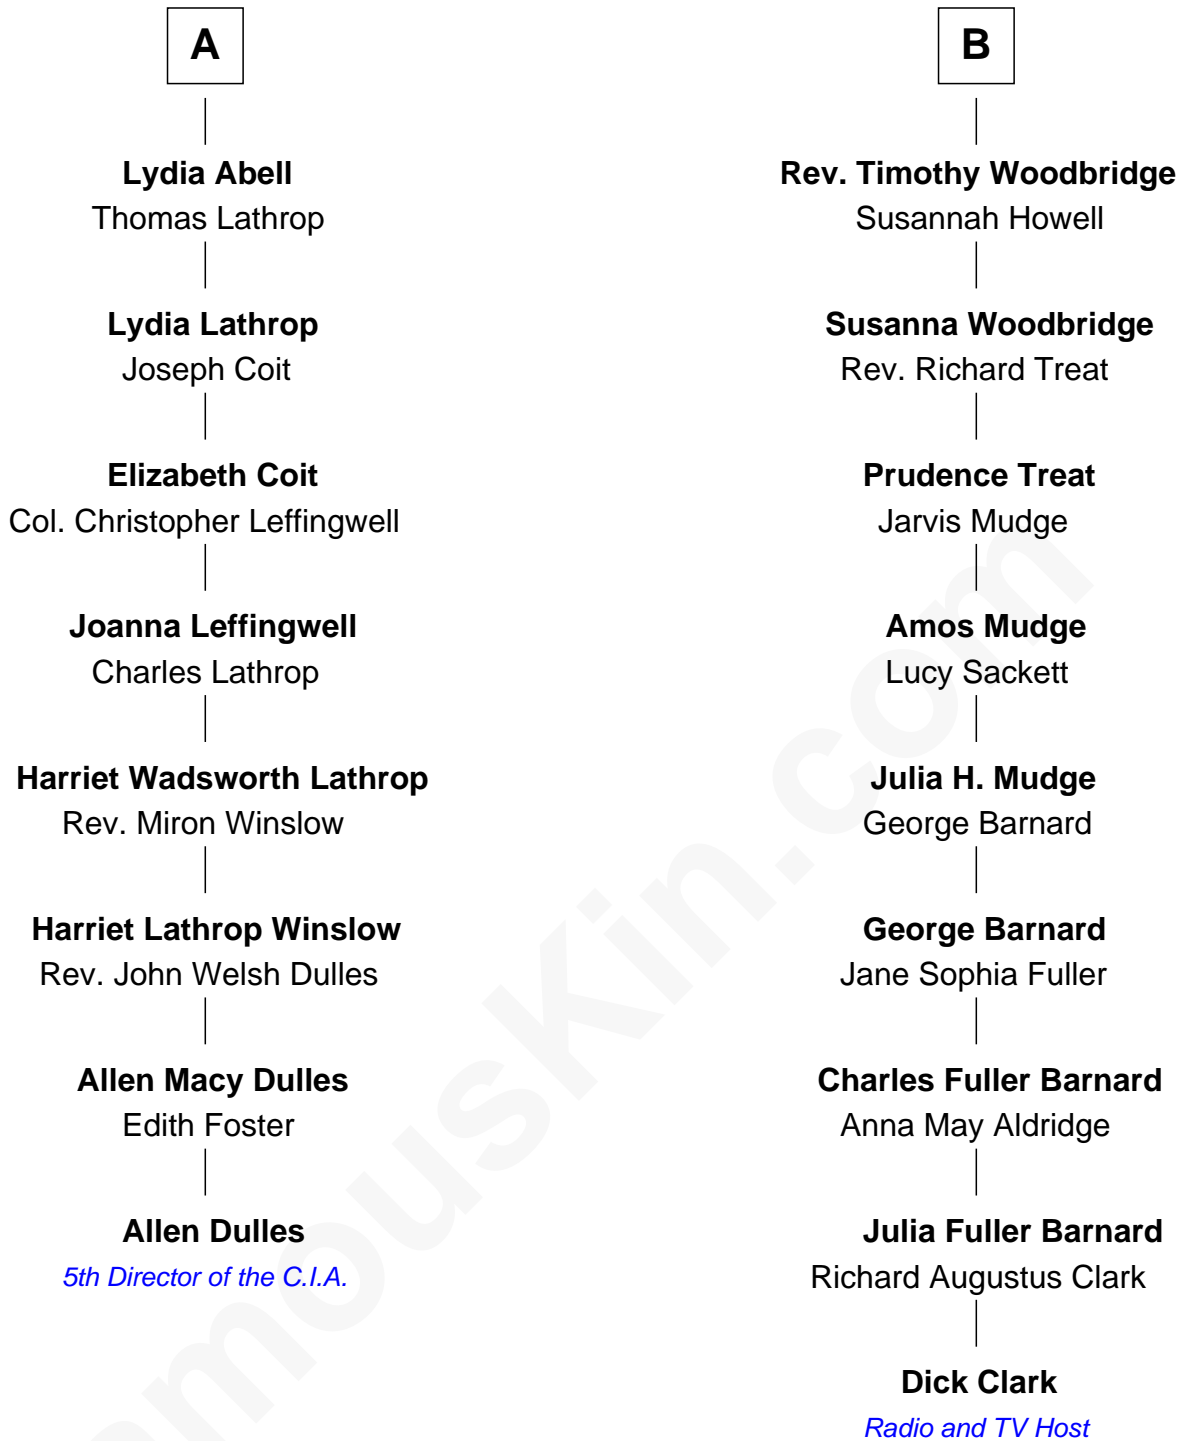 A
Lydia Abell
Thomas Lathrop
Lydia Lathrop
Joseph Coit
Elizabeth Coit
Col. Christopher Leffingwell
Joanna Leffingwell
Charles Lathrop
Harriet Wadsworth Lathrop
Rev. Miron Winslow
Harriet Lathrop Winslow
Rev. John Welsh Dulles
Allen Macy Dulles
Edith Foster
Allen Dulles
5th Director of the C.I.A.
B
Rev. Timothy Woodbridge
Susannah Howell
Susanna Woodbridge
Rev. Richard Treat
Prudence Treat
Jarvis Mudge
Amos Mudge
Lucy Sackett
Julia H. Mudge
George Barnard
George Barnard
Jane Sophia Fuller
Charles Fuller Barnard
Anna May Aldridge
Julia Fuller Barnard
Richard Augustus Clark
Dick Clark
Radio and TV Host
amousKin.com